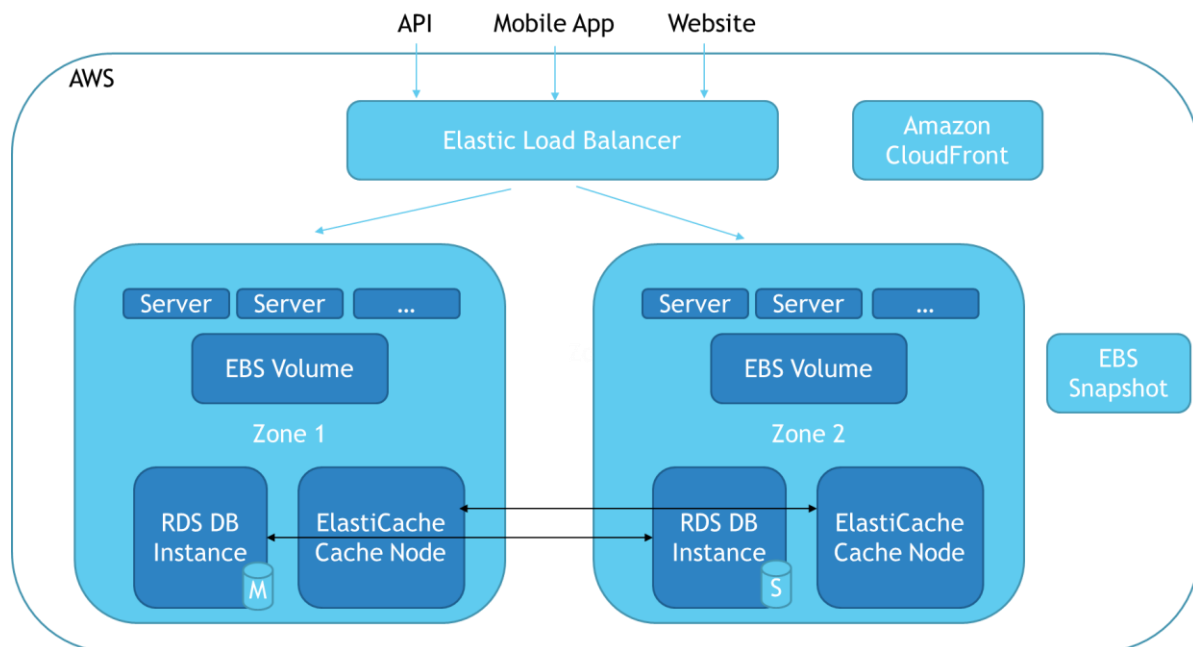 API
Mobile App
Website
AWS
Elastic Load Balancer
Amazon
CloudFront
Server
Server
...
EBS Volume
Zone 1
RDS DB
Instance
M
ElastiCache
Cache Node
Server
Server
...
EBS Volume
Zone 2
RDS DB
Instance
S
ElastiCache
Cache Node
EBS
Snapshot